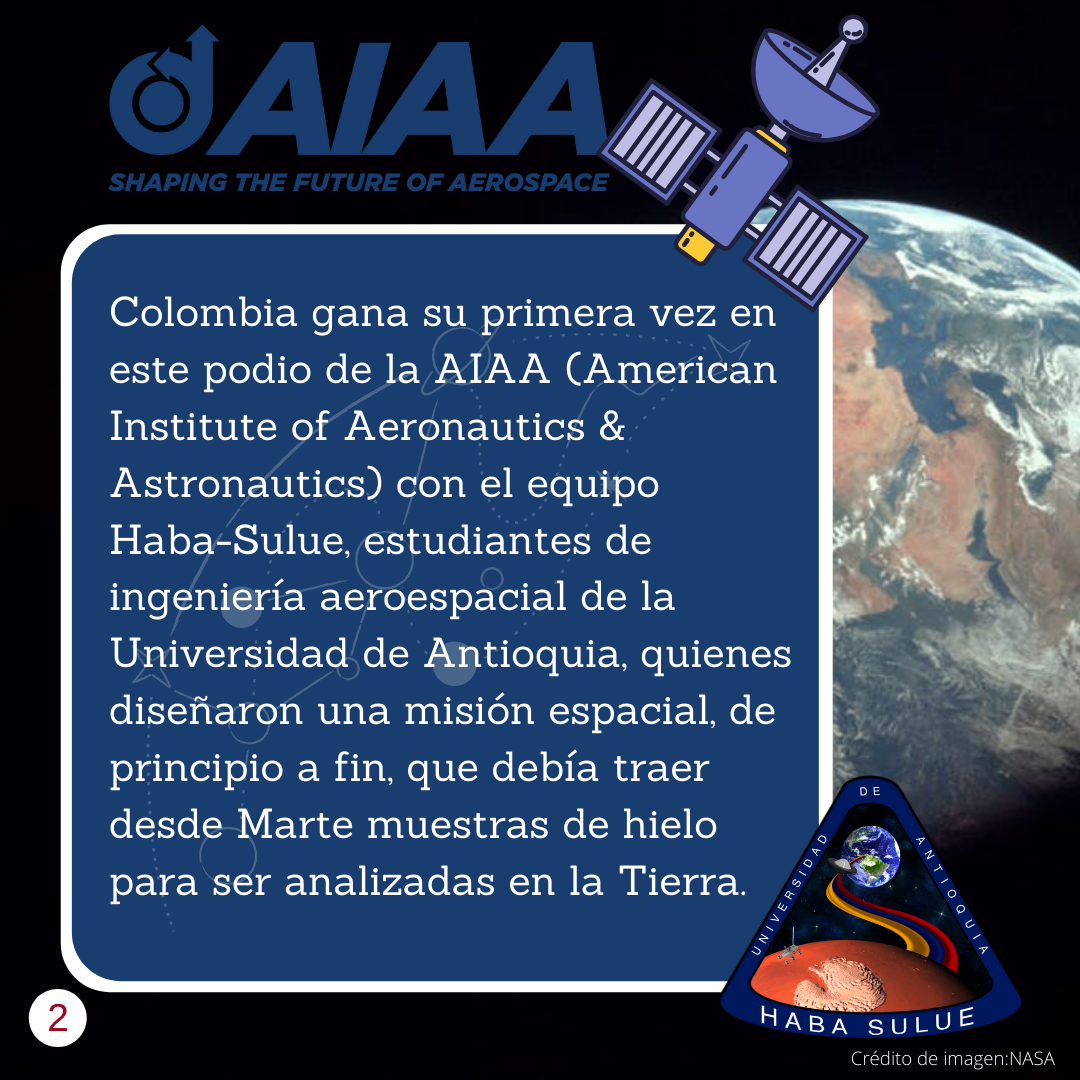 AIAA
SHAPING THE FUTURE OF AEROSPACE
Colombia gana su primera vez en
este podio de la AIAA (American
Institute of Aeronautics &
Astronautics) con el equipo
Haba-Sulue, estudiantes de
ingeniería aeroespacial de la
Universidad de Antioquia, quienes
diseñaron una misión espacial, de
principio a fin, que debía traer
desde Marte muestras de hielo
para ser analizadas en la Tierra.
UNIVERSIDAD
DE
ANTIOQUIA
HABA SULUE
2
Crédito de imagen:NASA